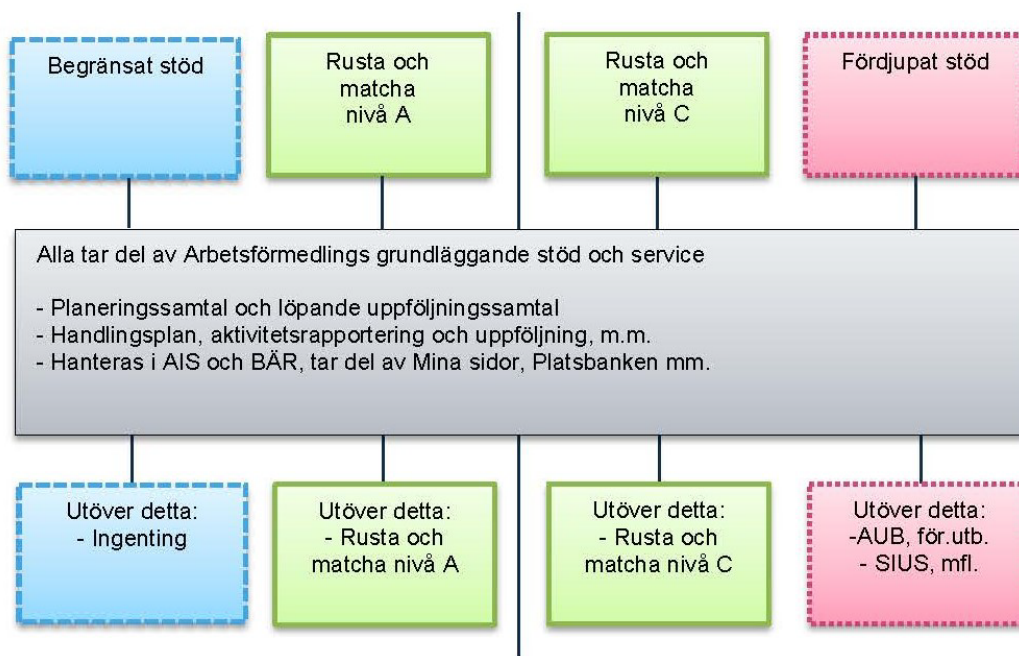 Begränsat stöd
Rusta och
matcha
nivå A
Rusta och
matcha
nivå C
Fördjupat stöd
Alla tar del av Arbetsförmedlings grundläggande stöd och service
- Planeringssamtal och löpande uppföljningssamtal
- Handlingsplan, aktivitetsrapportering och uppföljning, m.m.
- Hanteras i AIS och BÄR, tar del av Mina sidor, Platsbanken mm.
Utöver detta:
- Ingenting
Utöver detta:
- Rusta och
matcha nivå A
Utöver detta:
- Rusta och
matcha nivå C
Utöver detta:
-AUB, för.utb.
- SIUS, mfl.